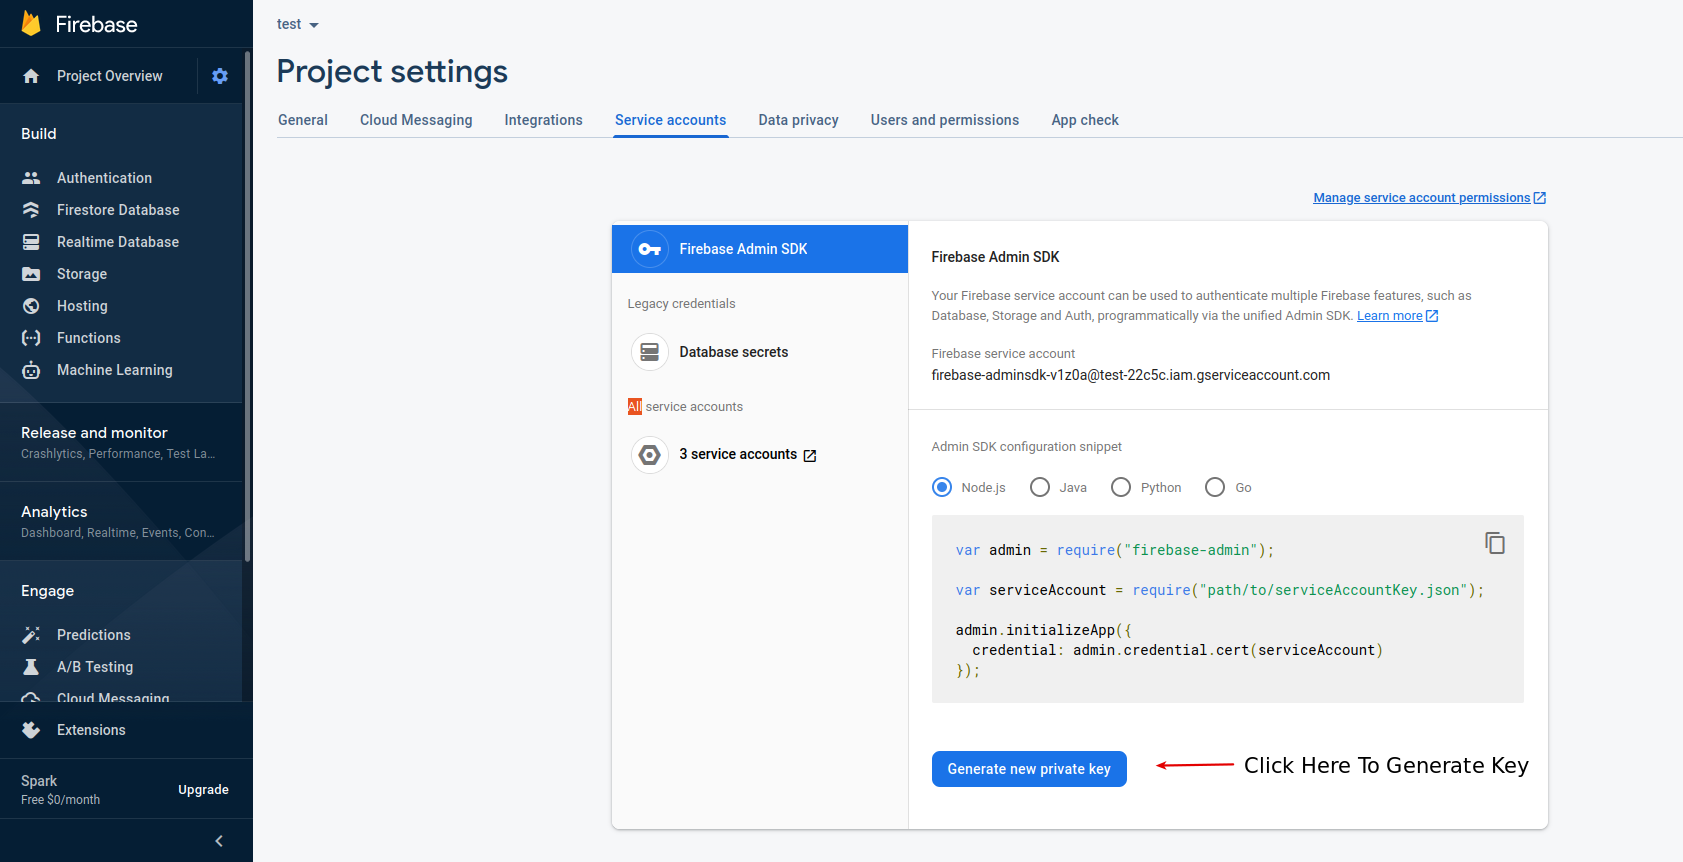 Firebase
Project Overview
Build
Authentication
Firestore Database
Realtime Database
Storage
Hosting
Functions
Machine Learning
Release and monitor
Crashlytics, Performance, Test La...
Analytics
Dashboard, Realtime, Events, Con...
Engage
Predictions
A/B Testing
Cloud Messaging
Extensions
Spark
Free $0/month
Upgrade
test
Project settings
General Cloud Messaging Integrations Service accounts Data privacy Users and permissions App check
Manage service account permissions
Firebase Admin SDK
Legacy credentials
Database secrets
All service accounts
3 service accounts
Firebase Admin SDK
Your Firebase service account can be used to authenticate multiple Firebase features, such as
Database, Storage and Auth, programmatically via the unified Admin SDK. Learn more
Firebase service account
firebase-adminsdk-v1z0a@test-22c5c.iam.gserviceaccount.com
Admin SDK configuration snippet
Node.js Java Python Go
var admin = require("firebase-admin");
var serviceAccount = require("path/to/serviceAccountKey.json");
admin.initializeApp({
  credential: admin.credential.cert(serviceAccount)
});
Generate new private key
Click Here To Generate Key